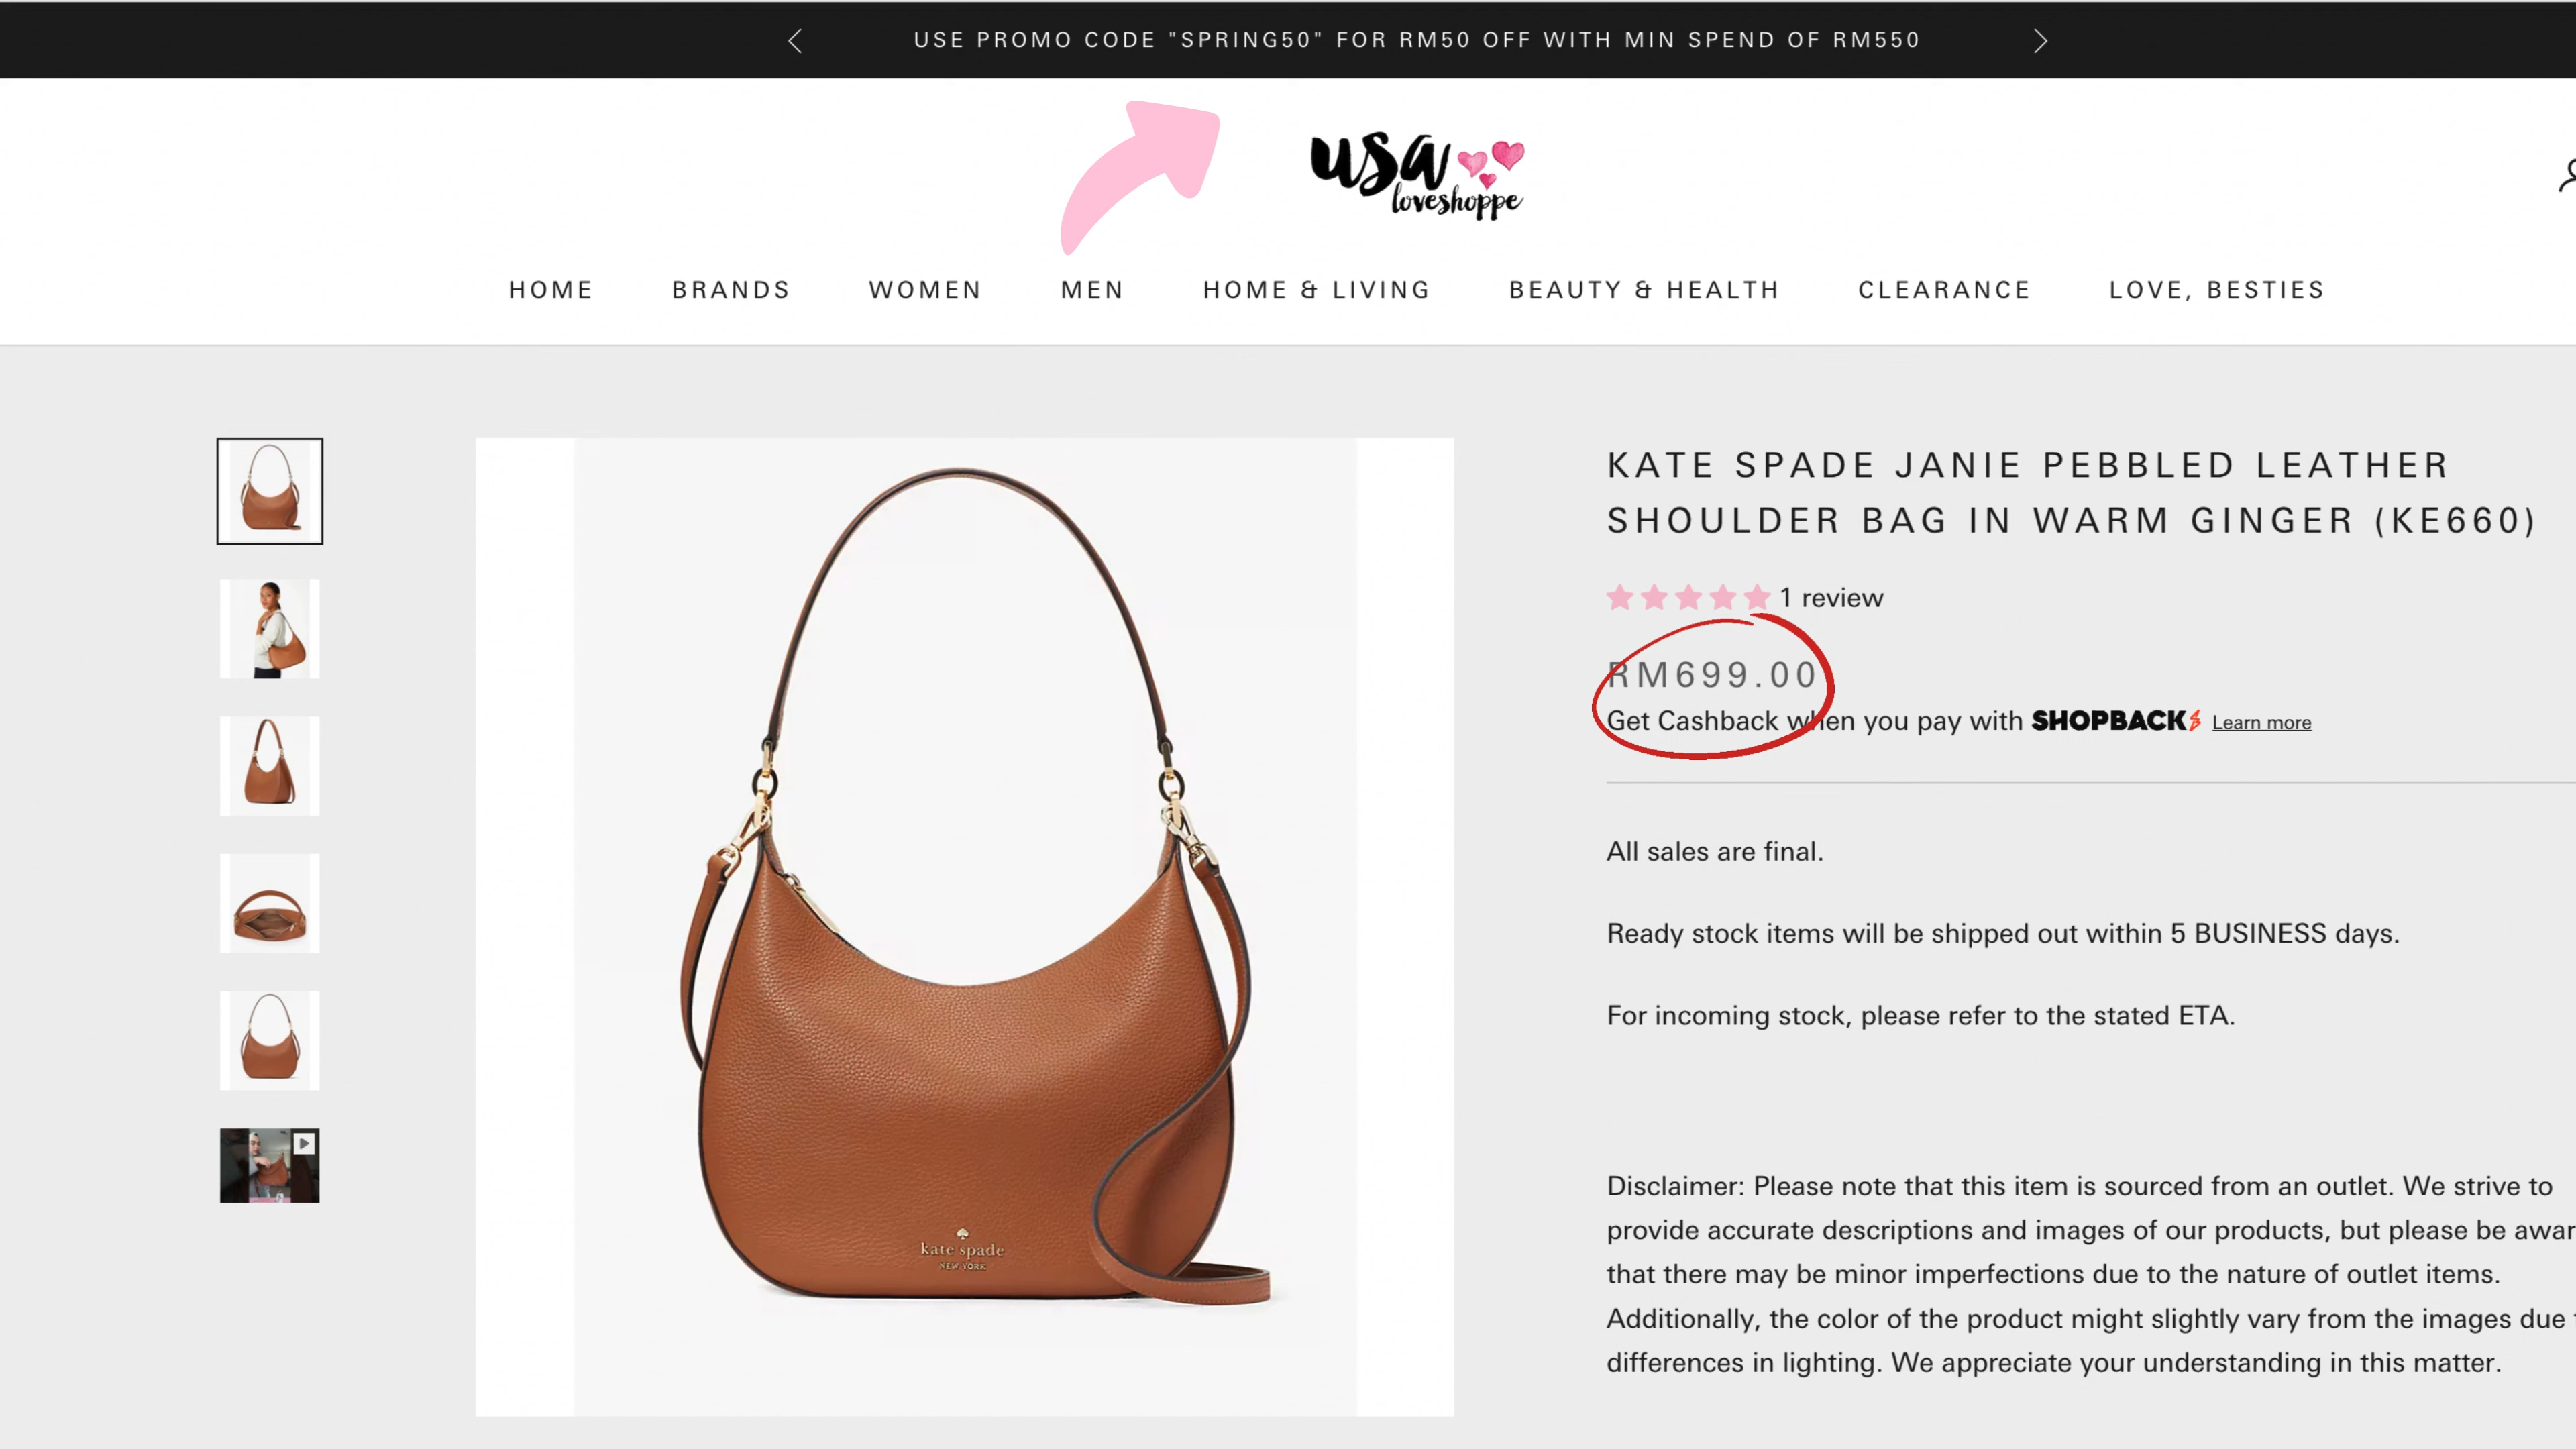 USE PROMO CODE "SPRING50" FOR RM50 OFF WITH MIN SPEND OF RM550
usa
loveshoppe
HOME BRANDS WOMEN MEN HOME & LIVING BEAUTY & HEALTH CLEARANCE LOVE, BESTIES
KATE SPADE JANIE PEBBLED LEATHER
SHOULDER BAG IN WARM GINGER (KE660)
1 review
RM699.00
Get Cashback when you pay with SHOPBACK Learn more
All sales are final.
Ready stock items will be shipped out within 5 BUSINESS days.
For incoming stock, please refer to the stated ETA.
Disclaimer: Please note that this item is sourced from an outlet. We strive to
provide accurate descriptions and images of our products, but please be awar
that there may be minor imperfections due to the nature of outlet items.
Additionally, the color of the product might slightly vary from the images due
differences in lighting. We appreciate your understanding in this matter.
kate spade
NEW YORK